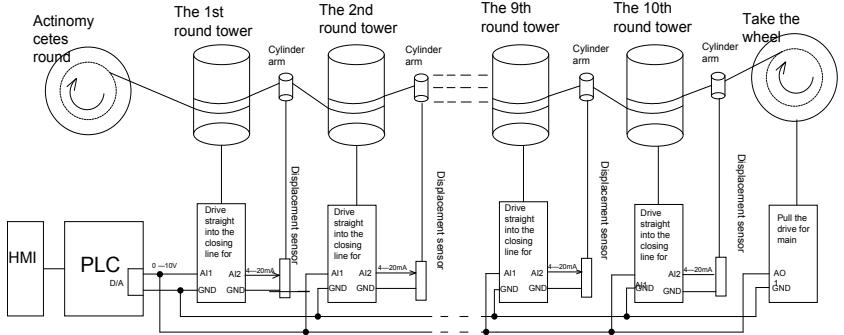 Actinomy
cetes
round
The 1st
round tower
Cylinder
arm
The 2nd
round tower
Cylinder
arm
The 9th
round tower
Cylinder
arm
The 10th
round tower
Cylinder
arm
Take the
wheel
Displacement sensor
Displacement sensor
Displacement sensor
Displacement sensor
HMI
PLC
D/A
0—10V
Drive
straight
into the
closing
line for
AI1
AI2
GND
GND
4—20mA
Drive
straight
into the
closing
line for
AI1
AI2
GND
GND
4—20mA
Drive
straight
into the
closing
line for
AI1
AI2
GND
GND
4—20mA
Drive
straight
into the
closing
line for
AI1
AI2
GND
GND
4—20mA
Pull the
drive for
main
AO
1
GND